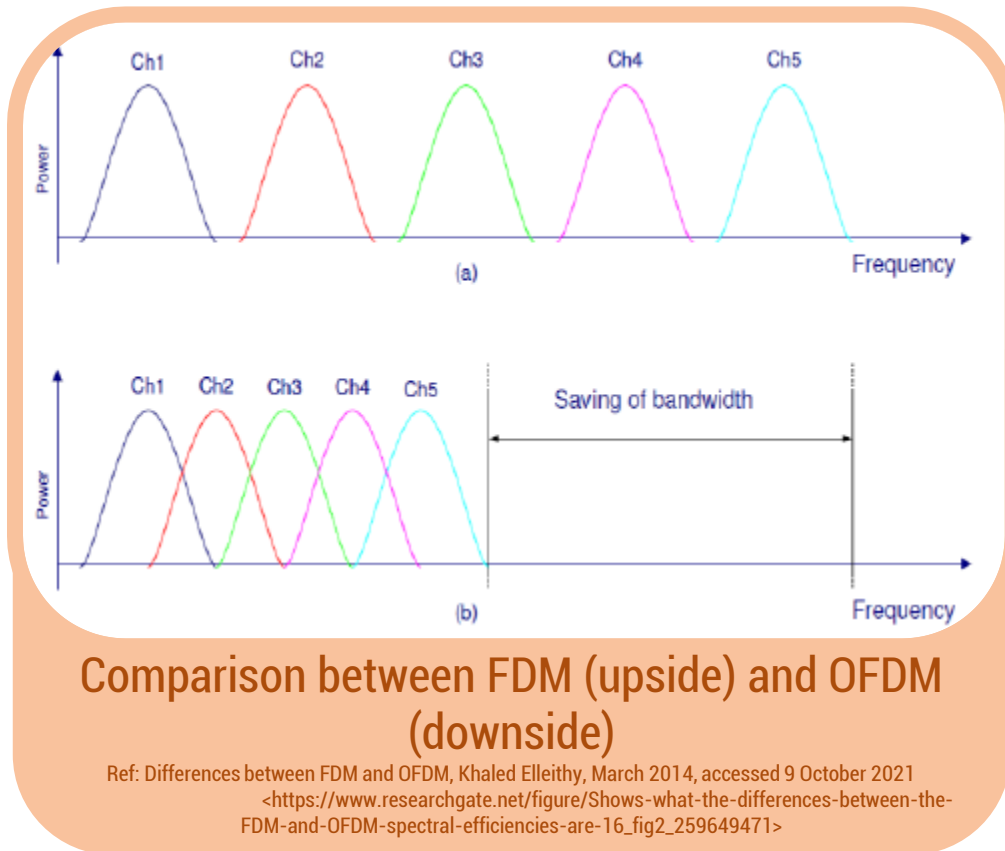 Ch1 Ch2 Ch3 Ch4 Ch5
Power
Frequency
(a)
Ch1 Ch2 Ch3 Ch4 Ch5
Saving of bandwidth
Power
Frequency
(b)
Comparison between FDM (upside) and OFDM
(downside)
Ref: Differences between FDM and OFDM, Khaled Elleithy, March 2014, accessed 9 October 2021
<https://www.researchgate.net/figure/Shows-what-the-differences-between-the-
FDM-and-OFDM-spectral-efficiencies-are-16_fig2_259649471>